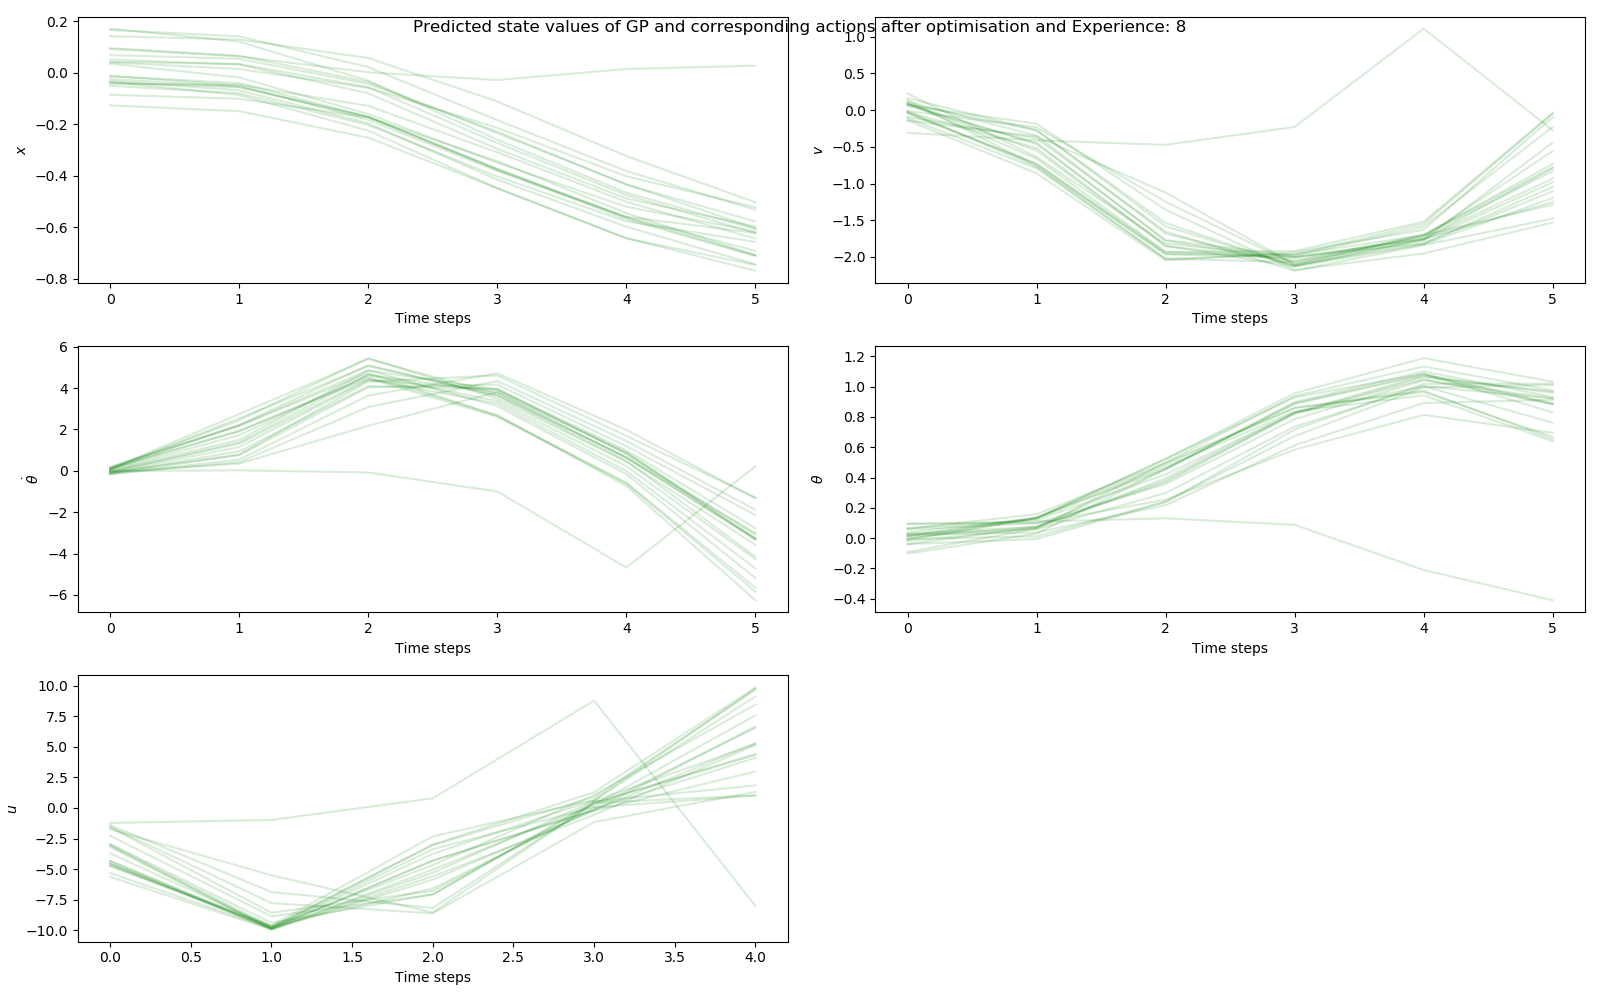 Predicted state values of GP and corresponding actions after optimisation and Experience: 8
0.2
0.0
−0.2
−0.4
−0.6
−0.8
x
0 1 2 3 4 5
Time steps
1.0
0.5
0.0
−0.5
−1.0
−1.5
−2.0
v
0 1 2 3 4 5
Time steps
6
4
2
0
−2
−4
−6
θ̇
0 1 2 3 4 5
Time steps
1.2
1.0
0.8
0.6
0.4
0.2
0.0
−0.2
−0.4
θ
0 1 2 3 4 5
Time steps
10.0
7.5
5.0
2.5
0.0
−2.5
−5.0
−7.5
−10.0
u
0.0 0.5 1.0 1.5 2.0 2.5 3.0 3.5 4.0
Time steps